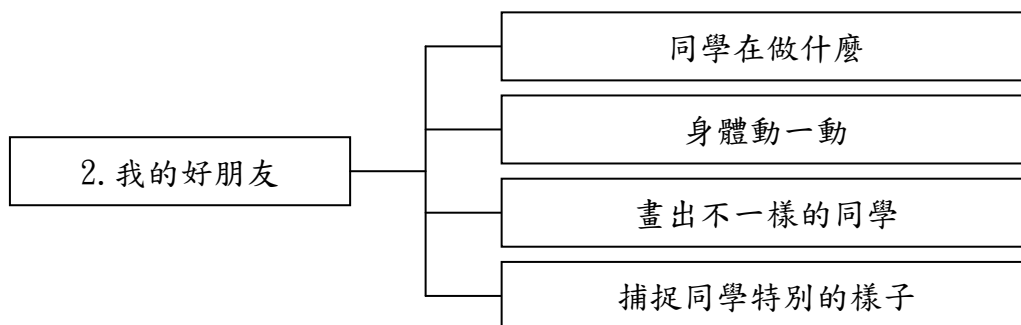 2.我的好朋友
同學在做什麼
身體動一動
畫出不一樣的同學
捕捉同學特別的樣子